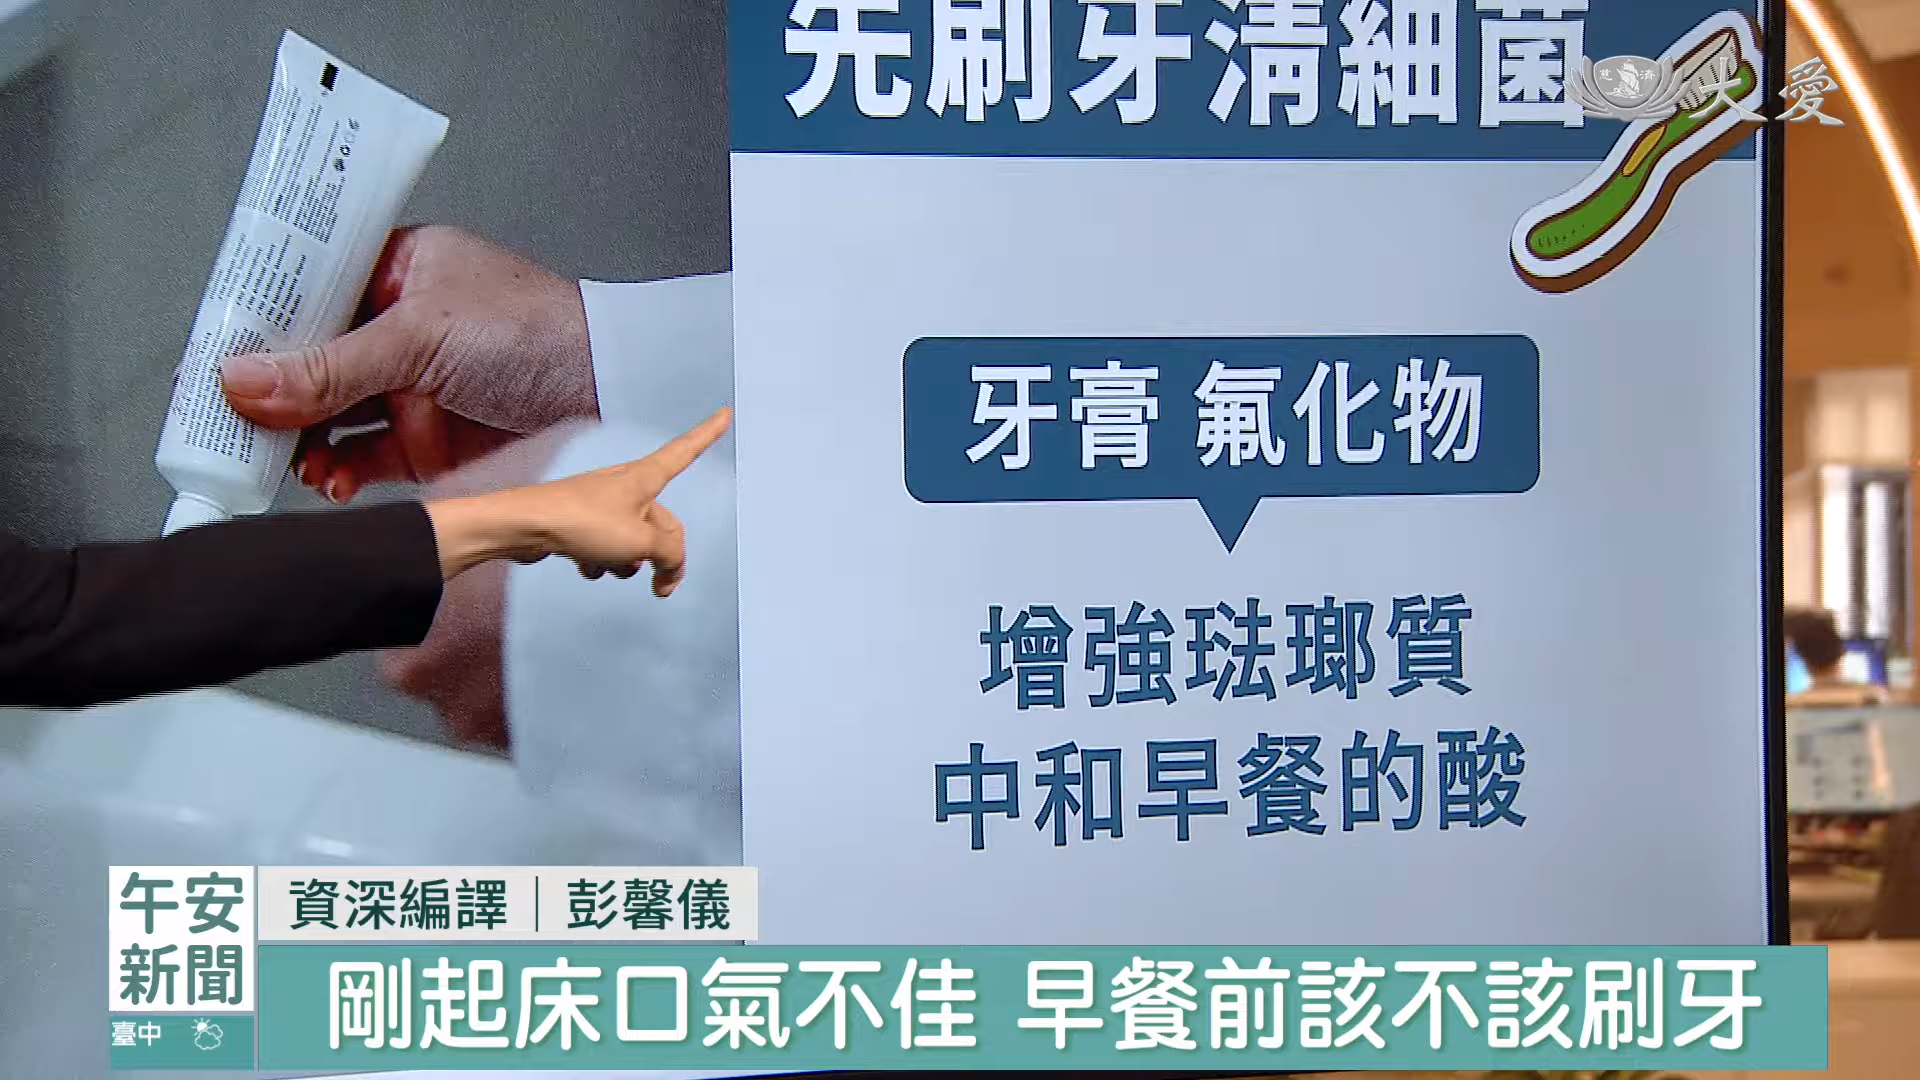 先刷牙清細菌
慈濟
大愛
牙膏 氟化物
增強琺瑯質
中和早餐的酸
午安新聞
資深編譯｜彭馨儀
剛起床口氣不佳 早餐前該不該刷牙
臺中